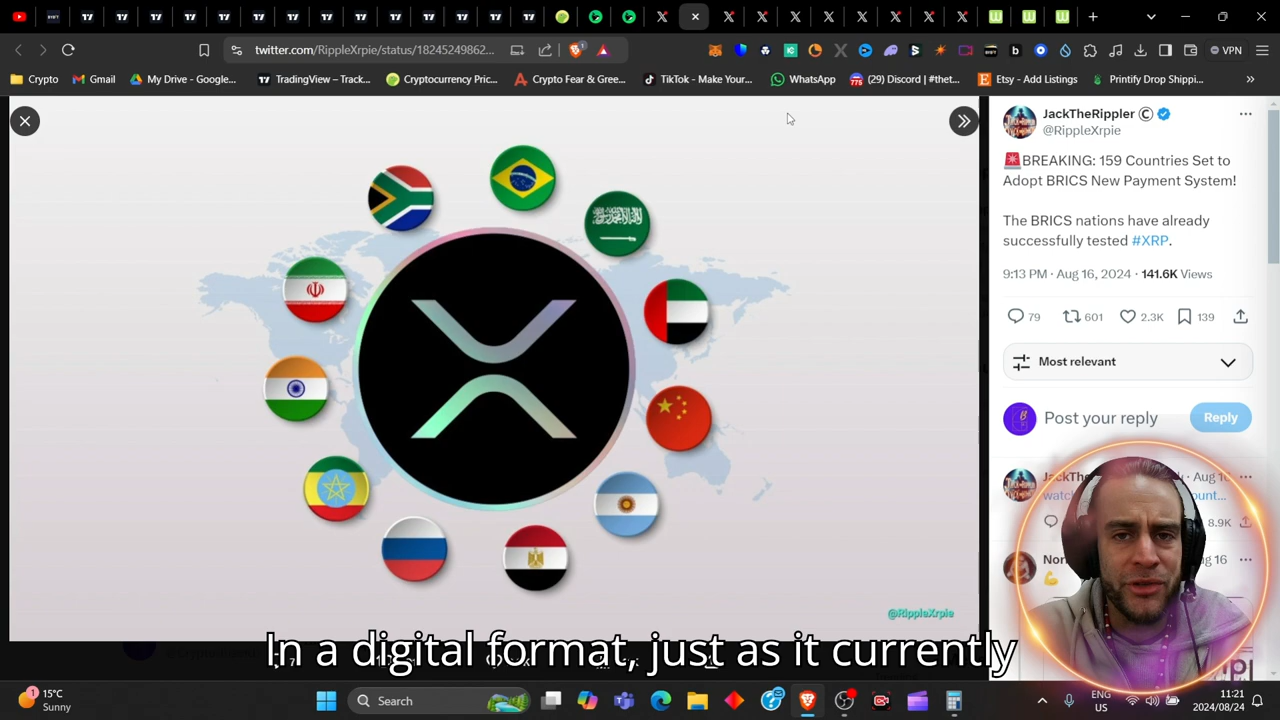 twitter.com/RippleXrpie/status/18245249862...
VPN
Crypto
Gmail
My Drive - Google...
TradingView – Track...
Cryptocurrency Pric...
Crypto Fear & Gree...
TikTok - Make Your...
WhatsApp
(29) Discord | #thet...
Etsy - Add Listings
Printify Drop Shippi...
JackTheRippler ©
@RippleXrpie
BREAKING: 159 Countries Set to
Adopt BRICS New Payment System!
The BRICS nations have already
successfully tested #XRP.
9:13 PM · Aug 16, 2024 · 141.6K Views
79
601
2.3K
139
Most relevant
Post your reply
Reply
Aug 16
8.9K
@RippleXrpie
In a digital format, just as it currently
15°C
Sunny
Search
ENG
US
11:21
2024/08/24